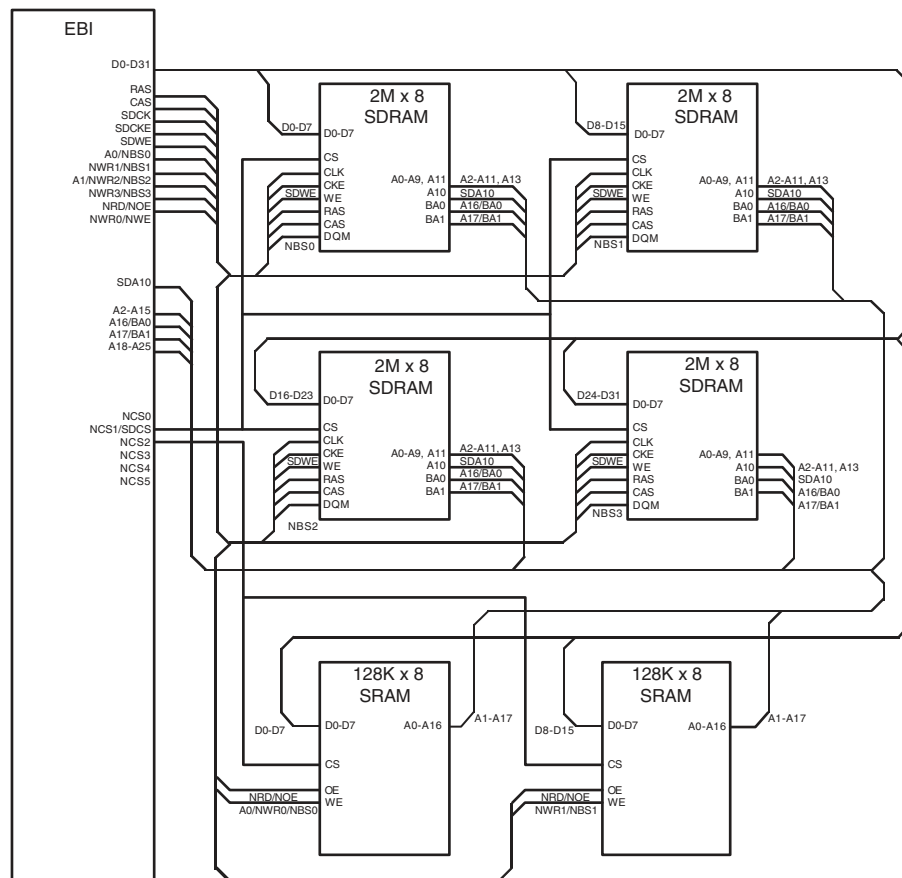 EBI
D0-D31
RAS
CAS
SDCK
SDCKE
SDWE
A0/NBS0
NWR1/NBS1
A1/NWR2/NBS2
NWR3/NBS3
NRD/NOE
NWR0/NWE
SDA10
A2-A15
A16/BA0
A17/BA1
A18-A25
NCS0
NCS1/SDCS
NCS2
NCS3
NCS4
NCS5
2M x 8
SDRAM
D0-D7
D0-D7
CS
CLK
CKE
SDWE
WE
RAS
CAS
DQM
NBS0
A0-A9, A11
A10
BA0
BA1
A2-A11, A13
SDA10
A16/BA0
A17/BA1
2M x 8
SDRAM
D8-D15
D0-D7
CS
CLK
CKE
SDWE
WE
RAS
CAS
DQM
NBS1
A0-A9, A11
A10
BA0
BA1
A2-A11, A13
SDA10
A16/BA0
A17/BA1
2M x 8
SDRAM
D16-D23
D0-D7
CS
CLK
CKE
SDWE
WE
RAS
CAS
DQM
NBS2
A0-A9, A11
A10
BA0
BA1
A2-A11, A13
SDA10
A16/BA0
A17/BA1
2M x 8
SDRAM
D24-D31
D0-D7
CS
CLK
CKE
SDWE
WE
RAS
CAS
DQM
NBS3
A0-A9, A11
A10
BA0
BA1
A2-A11, A13
SDA10
A16/BA0
A17/BA1
128K x 8
SRAM
D0-D7
D0-D7
A0-A16
A1-A17
CS
OE
WE
NRD/NOE
A0/NWR0/NBS0
128K x 8
SRAM
D8-D15
D0-D7
A0-A16
A1-A17
CS
OE
WE
NRD/NOE
NWR1/NBS1